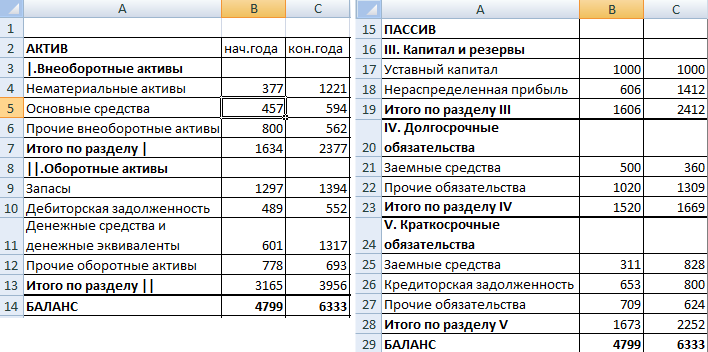 A B C
1
2 АКТИВ нач.года кон.года
3 |.Внеоборотные активы
4 Нематериальные активы 377 1221
5 Основные средства 457 594
6 Прочие внеоборотные активы 800 562
7 Итого по разделу | 1634 2377
8 ||.Оборотные активы
9 Запасы 1297 1394
10 Дебиторская задолженность 489 552
Денежные средства и
11 денежные эквиваленты 601 1317
12 Прочие оборотные активы 778 693
13 Итого по разделу || 3165 3956
14 БАЛАНС 4799 6333
A B C
15 ПАССИВ
16 III. Капитал и резервы
17 Уставный капитал 1000 1000
18 Нераспределенная прибыль 606 1412
19 Итого по разделу III 1606 2412
IV. Долгосрочные
20 обязательства
21 Заемные средства 500 360
22 Прочие обязательства 1020 1309
23 Итого по разделу IV 1520 1669
V. Краткосрочные
24 обязательства
25 Заемные средства 311 828
26 Кредиторская задолженность 653 800
27 Прочие обязательства 709 624
28 Итого по разделу V 1673 2252
29 БАЛАНС 4799 6333